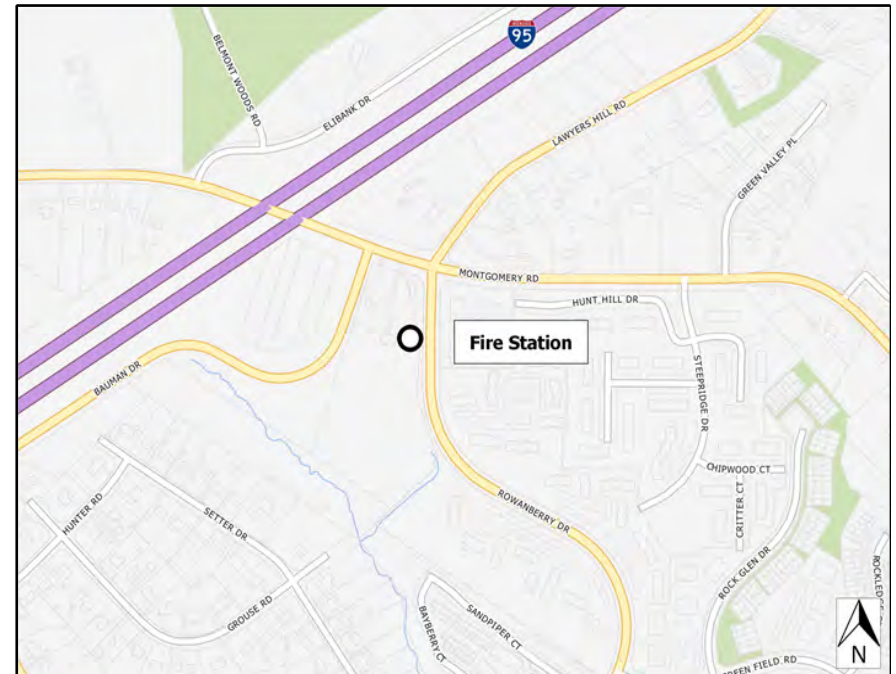 95
BELMONT WOODS RD
ELIBANK DR
LAWYERS HILL RD
GREEN VALLEY PL
MONTGOMERY RD
HUNT HILL DR
Fire Station
STEEPRIDGE DR
BAUMAN DR
CHIPWOOD CT
CRITTER CT
HUNTER RD
SETTER DR
ROWANBERRY DR
ROCK GLEN DR
GROUSE RD
BAYBERRY CT
SANDPIPER CT
FIELD RD
N